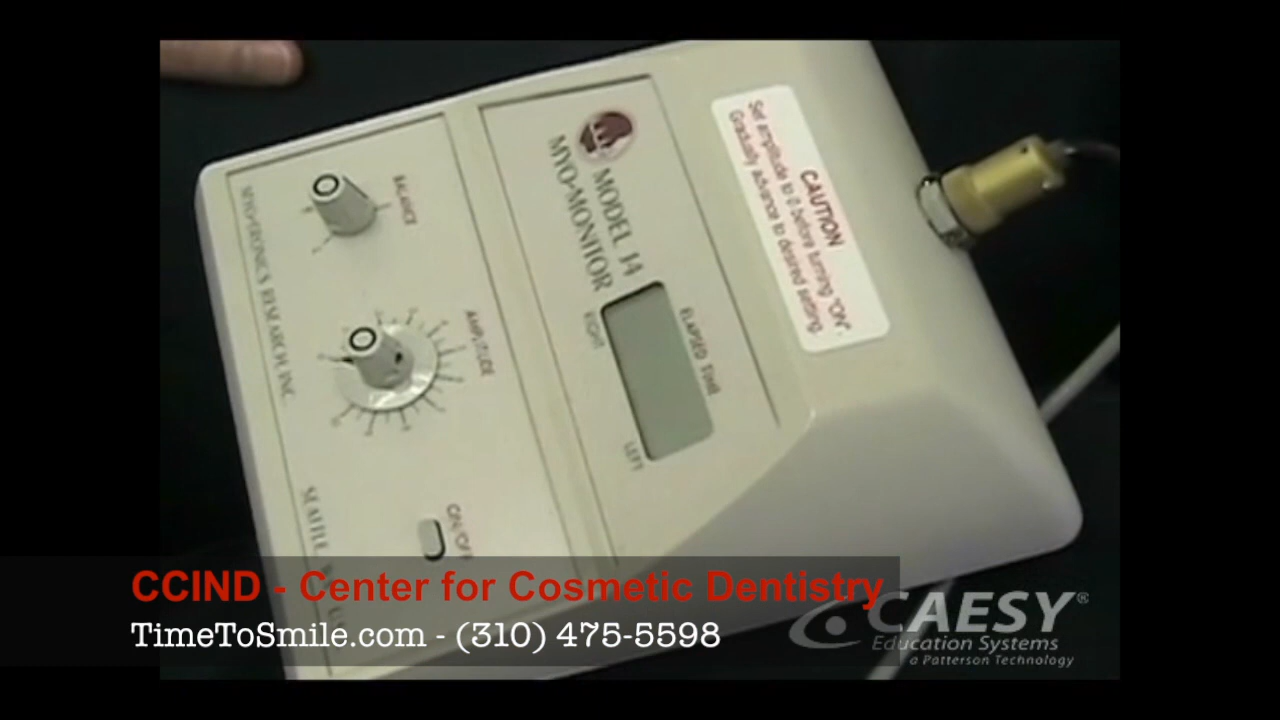 CAUTION
Set amplitude to 0 before turning "ON".
Gradually advance to desired setting.
MODEL 14
MYO-MONITOR
ELAPSED TIME
RIGHT
LEFT
BALANCE
AMPLITUDE
ON/OFF
MYO-TRONICS RESEARCH, INC.
SEATTLE
CCIND - Center for Cosmetic Dentistry
TimeToSmile.com - (310) 475-5598
CAESY®
Education Systems
a Patterson Technology